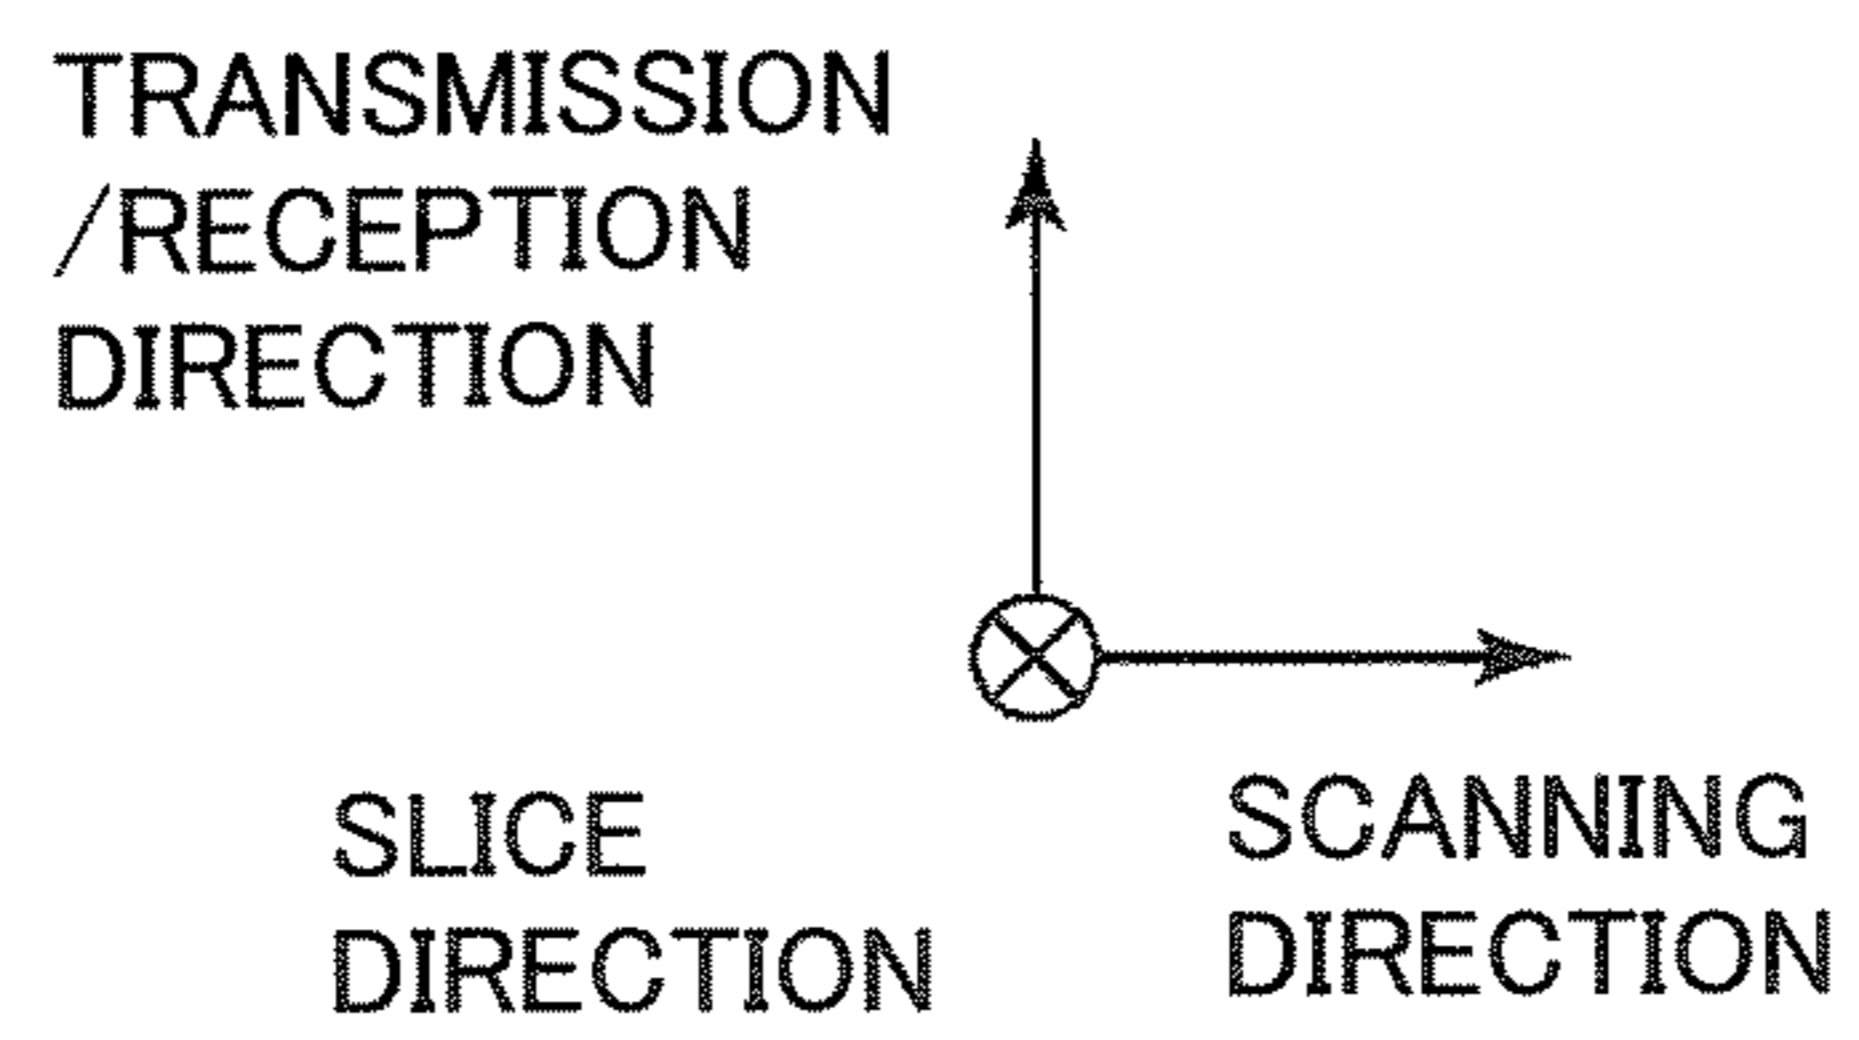 TRANSMISSION
/RECEPTION
DIRECTION
SLICE
DIRECTION
SCANNING
DIRECTION